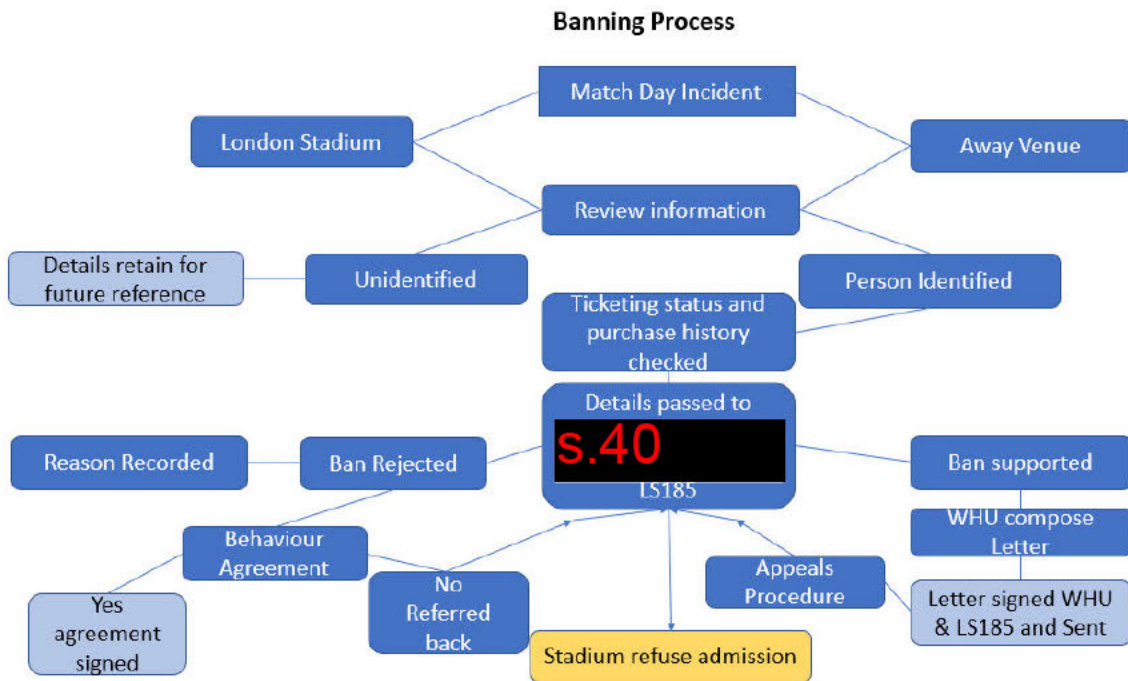 Banning Process
Match Day Incident
London Stadium
Away Venue
Review information
Details retain for
future reference
Unidentified
Person Identified
Ticketing status and
purchase history
checked
Details passed to
s.40
LS185
Reason Recorded
Ban Rejected
Ban supported
Behaviour
Agreement
WHU compose
Letter
Yes
agreement
signed
No
Referred
back
Appeals
Procedure
Letter signed WHU
& LS185 and Sent
Stadium refuse admission